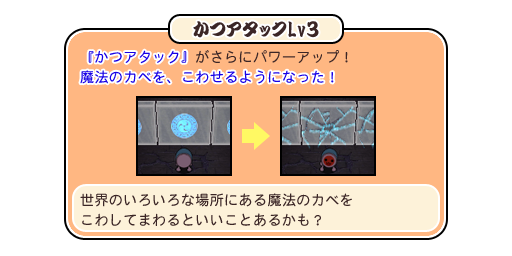 かつアタックLv3
『かつアタック』がさらにパワーアップ！
魔法のカベを、こわせるようになった！
世界のいろいろな場所にある魔法のカベを
こわしてまわるといいことあるかも？